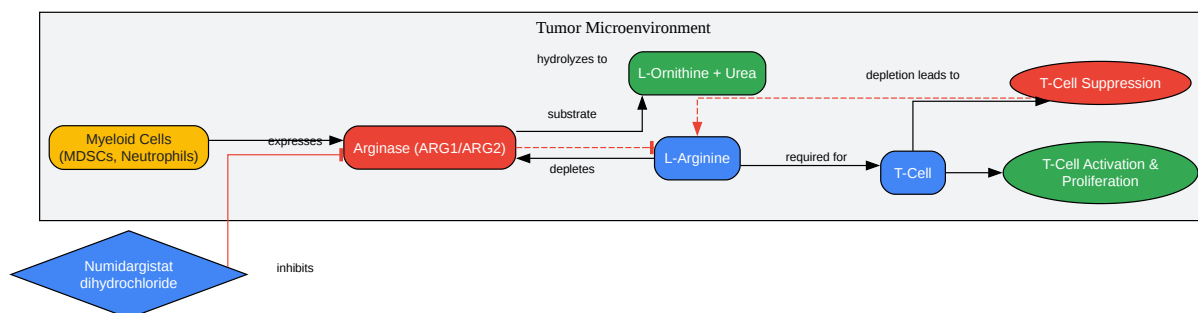 Tumor Microenvironment
hydrolyzes to
L-Ornithine + Urea
depletion leads to
T-Cell Suppression
substrate
Myeloid Cells
(MDSCs, Neutrophils)
expresses
Arginase (ARG1/ARG2)
depletes
L-Arginine
required for
T-Cell
T-Cell Activation &
Proliferation
Numidargistat
dihydrochloride
inhibits